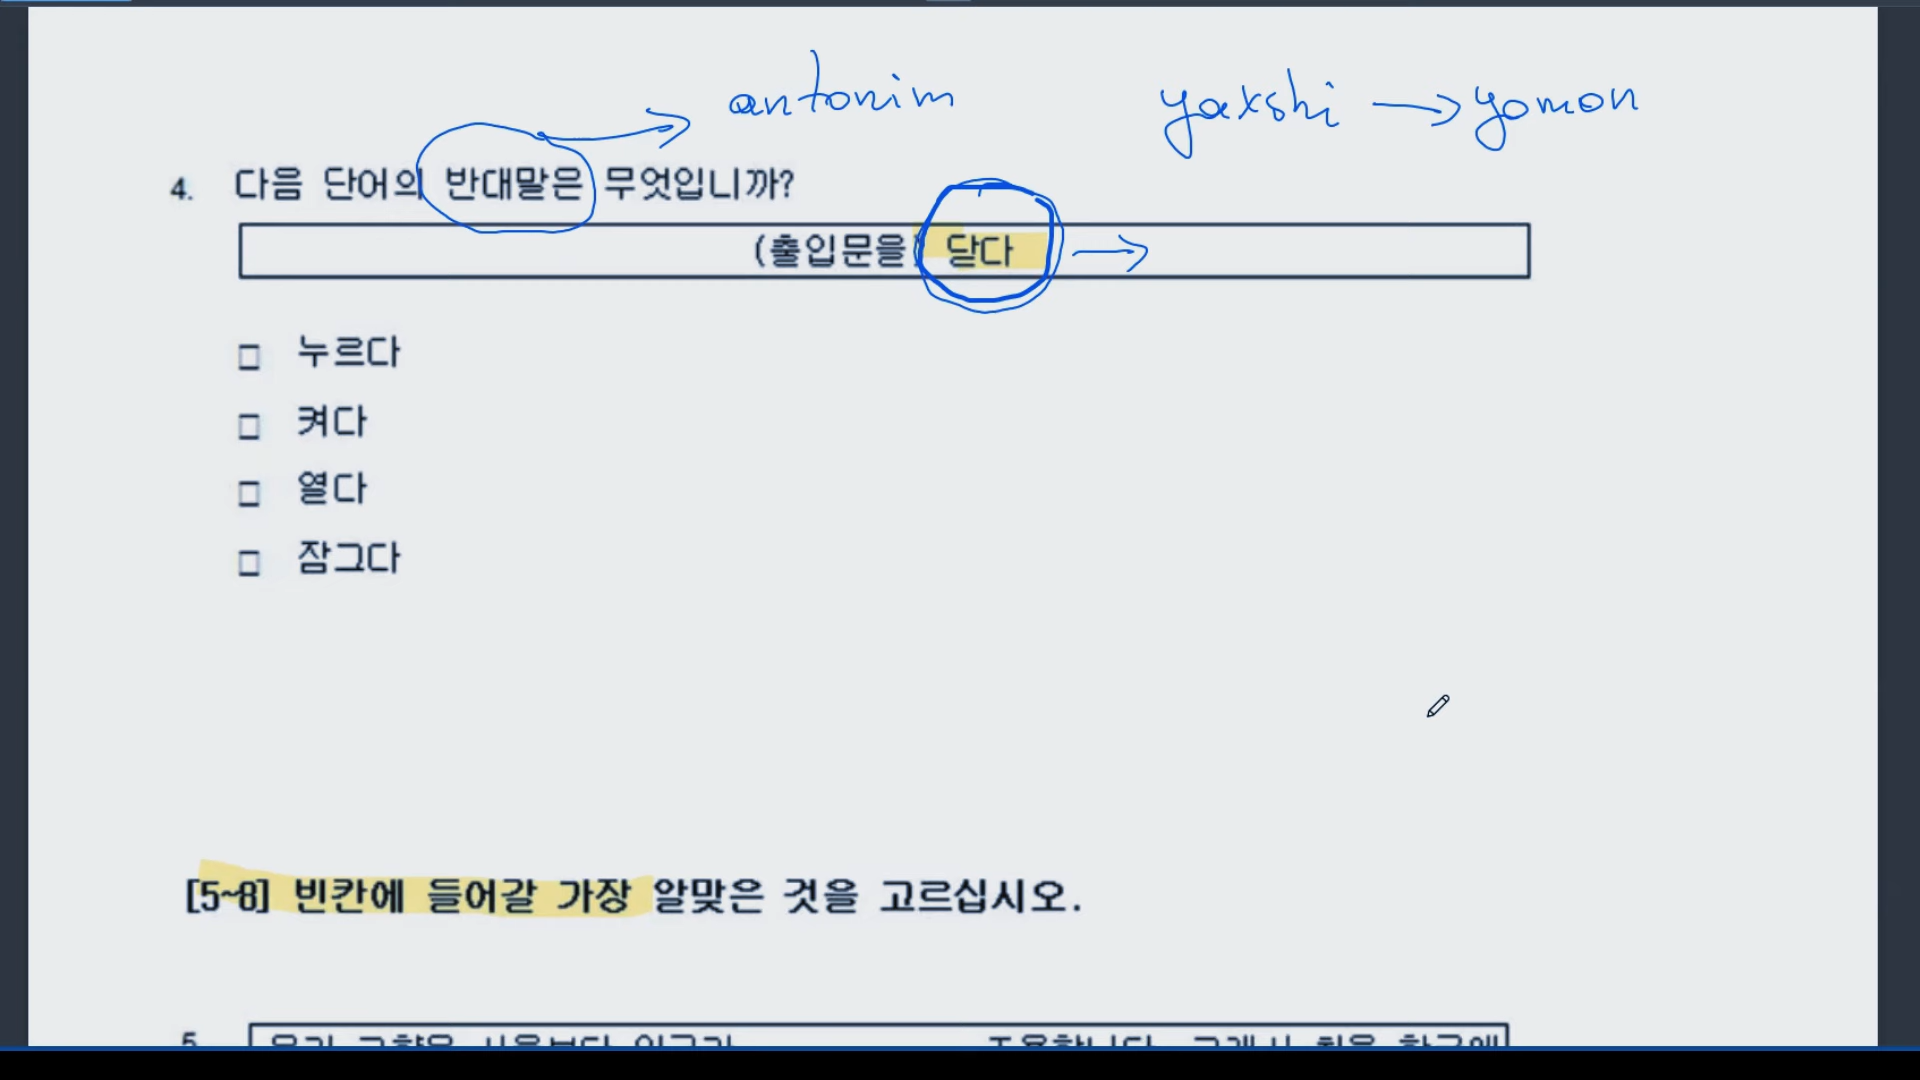 antonim yaxshi → yomon
4. 다음 단어의 반대말은 무엇입니까?
(출입문을) 닫다 →
□ 누르다
□ 켜다
□ 열다
□ 잠그다
[5~8] 빈칸에 들어갈 가장 알맞은 것을 고르십시오.
5